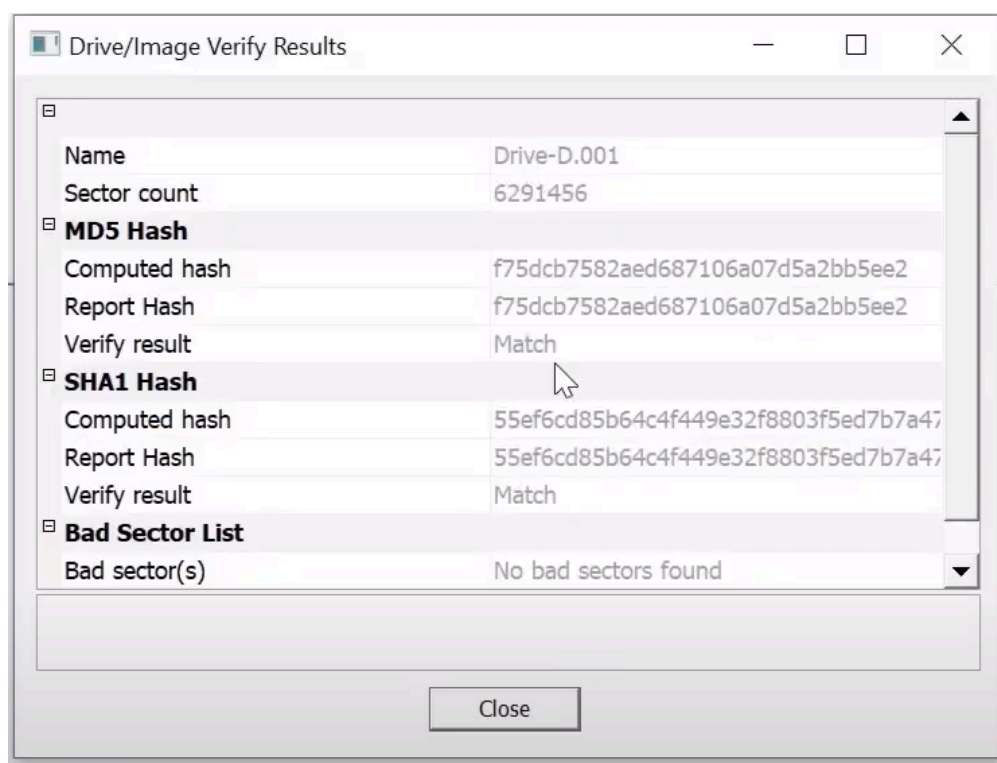 Drive/Image Verify Results
Name Drive-D.001
Sector count 6291456
MD5 Hash
Computed hash f75dcb7582aed687106a07d5a2bb5ee2
Report Hash f75dcb7582aed687106a07d5a2bb5ee2
Verify result Match
SHA1 Hash
Computed hash 55ef6cd85b64c4f449e32f8803f5ed7b7a47
Report Hash 55ef6cd85b64c4f449e32f8803f5ed7b7a47
Verify result Match
Bad Sector List
Bad sector(s) No bad sectors found
Close